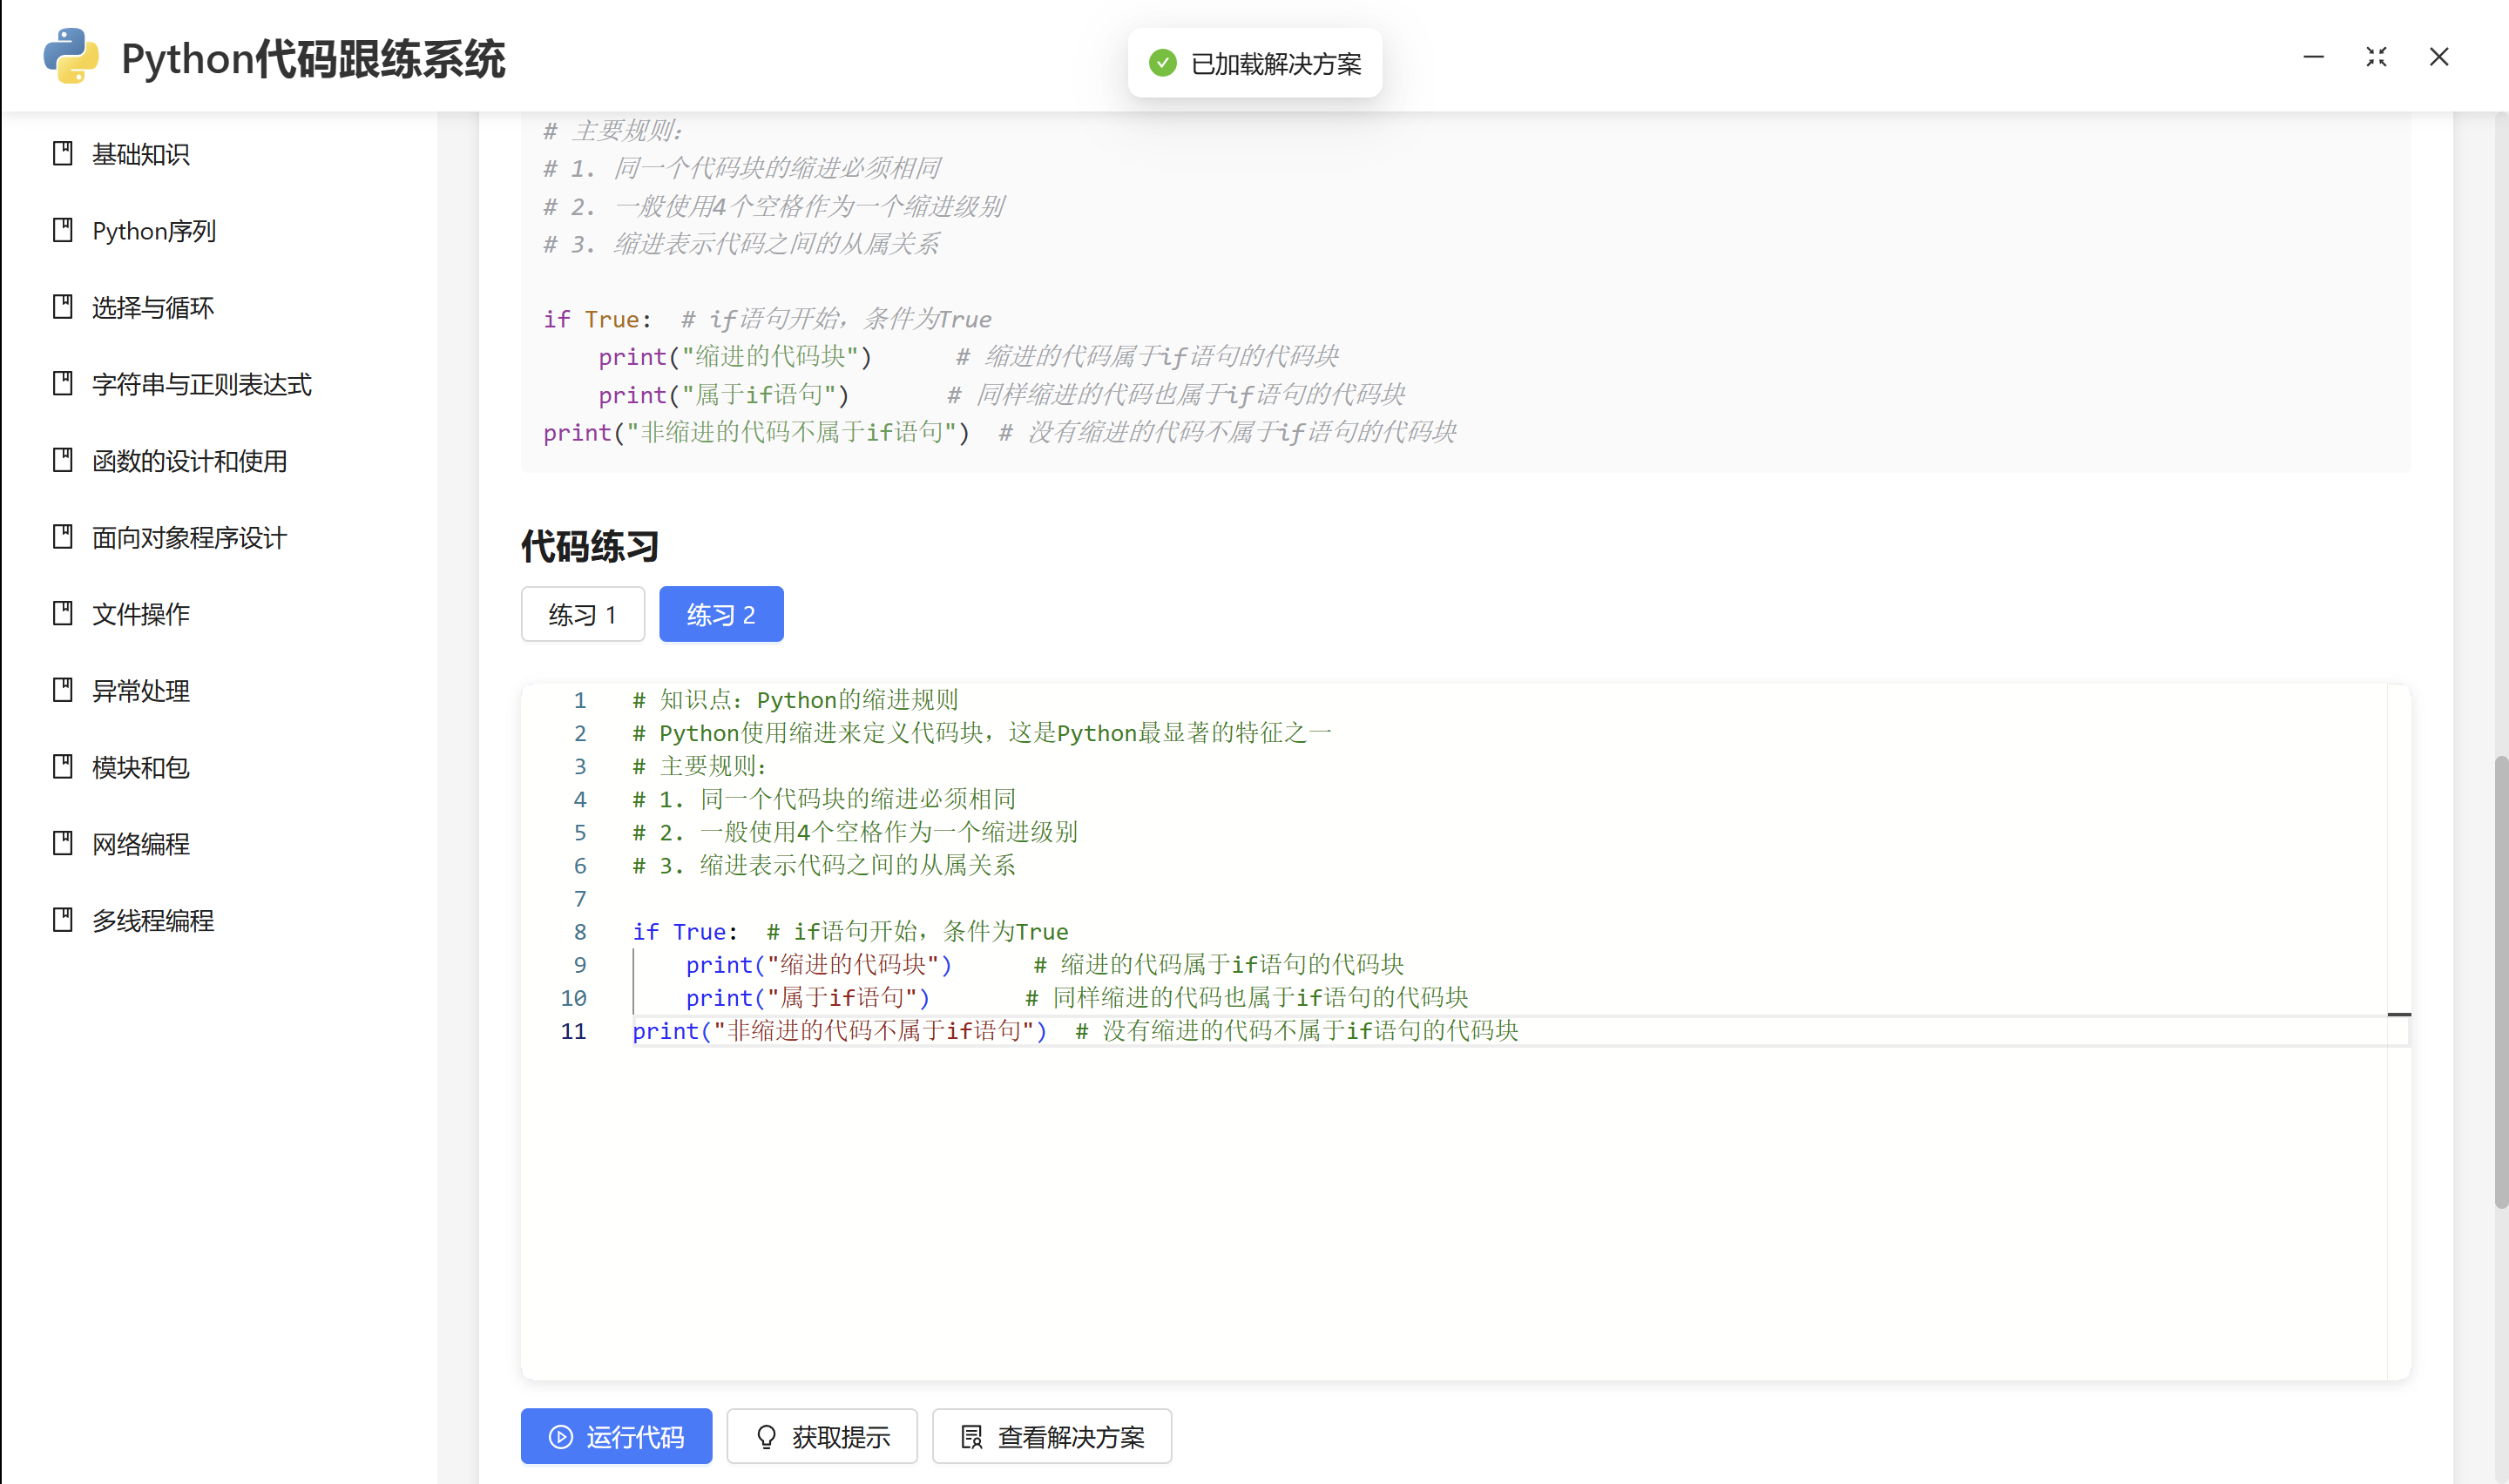 Python代码跟练系统
已加载解决方案
基础知识
Python序列
选择与循环
字符串与正则表达式
函数的设计和使用
面向对象程序设计
文件操作
异常处理
模块和包
网络编程
多线程编程
# 主要规则：
# 1. 同一个代码块的缩进必须相同
# 2. 一般使用4个空格作为一个缩进级别
# 3. 缩进表示代码之间的从属关系
if True:  # if语句开始，条件为True
    print("缩进的代码块")      # 缩进的代码属于if语句的代码块
    print("属于if语句")       # 同样缩进的代码也属于if语句的代码块
print("非缩进的代码不属于if语句")  # 没有缩进的代码不属于if语句的代码块
代码练习
练习 1 练习 2
1 # 知识点：Python的缩进规则
2 # Python使用缩进来定义代码块，这是Python最显著的特征之一
3 # 主要规则：
4 # 1. 同一个代码块的缩进必须相同
5 # 2. 一般使用4个空格作为一个缩进级别
6 # 3. 缩进表示代码之间的从属关系
7
8 if True:  # if语句开始，条件为True
9     print("缩进的代码块")      # 缩进的代码属于if语句的代码块
10     print("属于if语句")       # 同样缩进的代码也属于if语句的代码块
11 print("非缩进的代码不属于if语句")  # 没有缩进的代码不属于if语句的代码块
运行代码 获取提示 查看解决方案